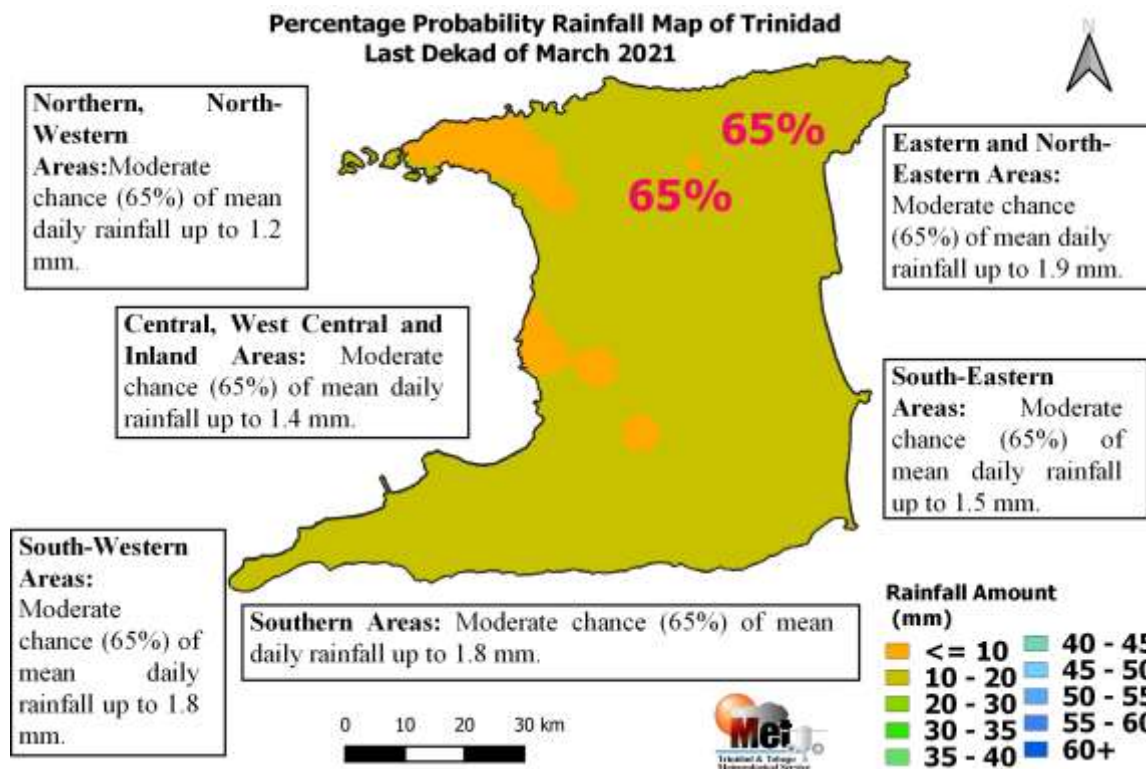 Percentage Probability Rainfall Map of Trinidad
Last Dekad of March 2021
N
Northern, North-
Western
Areas:Moderate
chance (65%) of mean
daily rainfall up to 1.2
mm.
65%
65%
Eastern and North-
Eastern Areas:
Moderate chance
(65%) of mean daily
rainfall up to 1.9 mm.
Central, West Central and
Inland Areas: Moderate
chance (65%) of mean daily
rainfall up to 1.4 mm.
South-Eastern
Areas: Moderate
chance (65%) of
mean daily rainfall
up to 1.5 mm.
South-Western
Areas:
Moderate
chance (65%) of
mean daily
rainfall up to 1.8
mm.
Southern Areas: Moderate chance (65%) of mean
daily rainfall up to 1.8 mm.
Rainfall Amount
(mm)
<= 10
10 - 20
20 - 30
30 - 35
35 - 40
40 - 45
45 - 50
50 - 55
55 - 60
60+
0 10 20 30 km
Met
Trinidad & Tobago
Meteorological Service